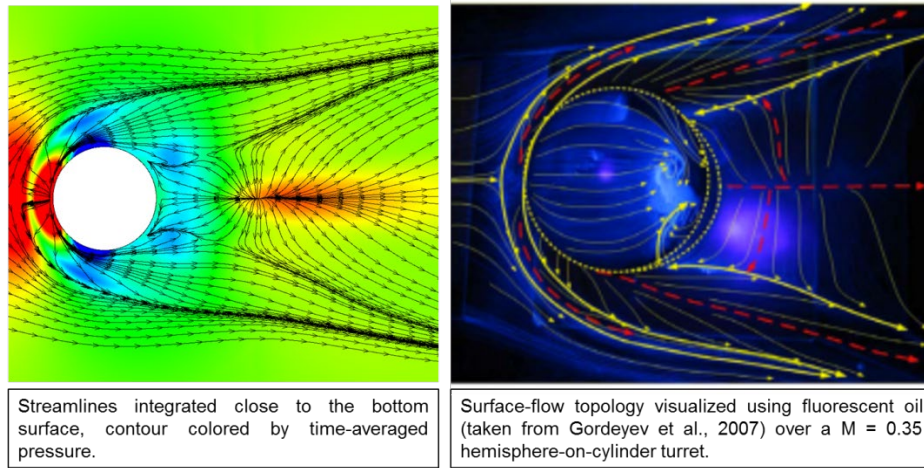 Streamlines integrated close to the bottom
surface, contour colored by time-averaged
pressure.
Surface-flow topology visualized using fluorescent oil
(taken from Gordeyev et al., 2007) over a M = 0.35
hemisphere-on-cylinder turret.